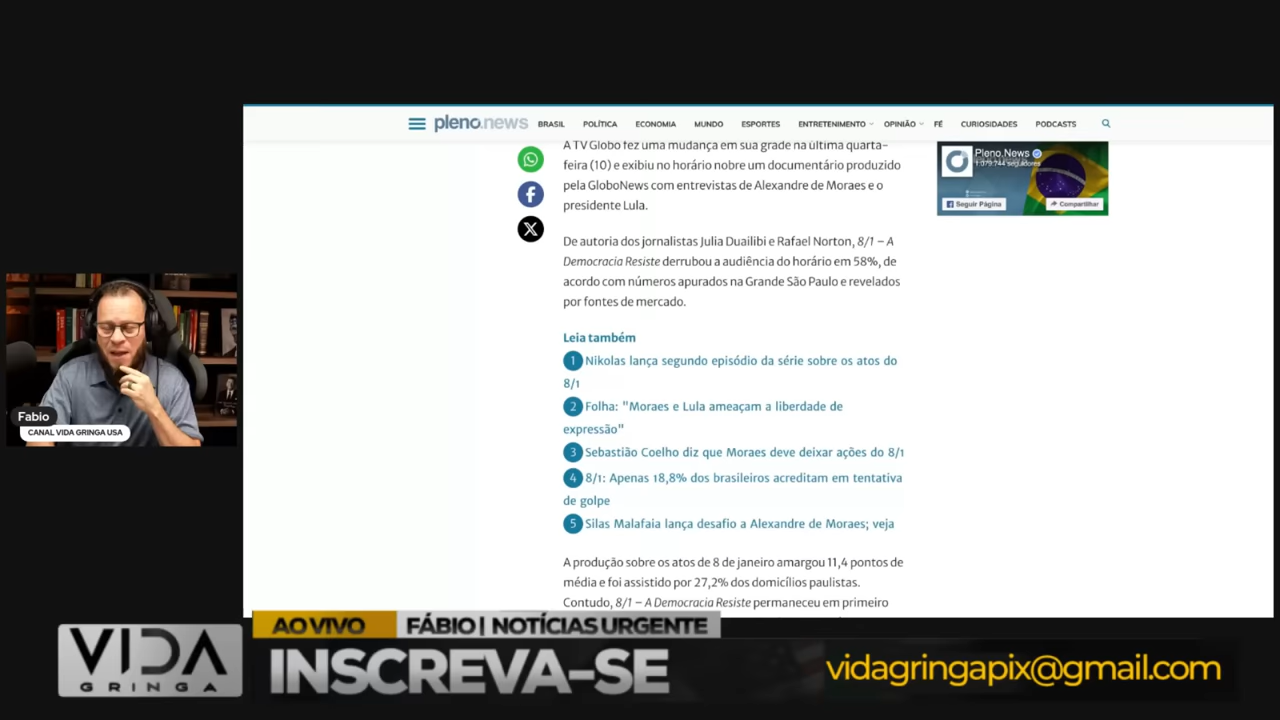 pleno.news
BRASIL POLÍTICA ECONOMIA MUNDO ESPORTES ENTRETENIMENTO OPINIÃO FÉ CURIOSIDADES PODCASTS
A TV Globo fez uma mudança em sua grade na última quarta-
feira (10) e exibiu no horário nobre um documentário produzido
pela GloboNews com entrevistas de Alexandre de Moraes e o
presidente Lula.
Pleno.News
1.079.744 seguidores
Seguir Página
Compartilhar
De autoria dos jornalistas Julia Duailibi e Rafael Norton, 8/1 – A
Democracia Resiste derrubou a audiência do horário em 58%, de
acordo com números apurados na Grande São Paulo e revelados
por fontes de mercado.
Leia também
1 Nikolas lança segundo episódio da série sobre os atos do
8/1
2 Folha: "Moraes e Lula ameaçam a liberdade de
expressão"
3 Sebastião Coelho diz que Moraes deve deixar ações do 8/1
4 8/1: Apenas 18,8% dos brasileiros acreditam em tentativa
de golpe
5 Silas Malafaia lança desafio a Alexandre de Moraes; veja
A produção sobre os atos de 8 de janeiro amargou 11,4 pontos de
média e foi assistido por 27,2% dos domicílios paulistas.
Contudo, 8/1 – A Democracia Resiste permaneceu em primeiro
Fabio
CANAL VIDA GRINGA USA
AO VIVO FÁBIO | NOTÍCIAS URGENTE
VIDA
GRINGA
INSCREVA-SE
vidagringapix@gmail.com